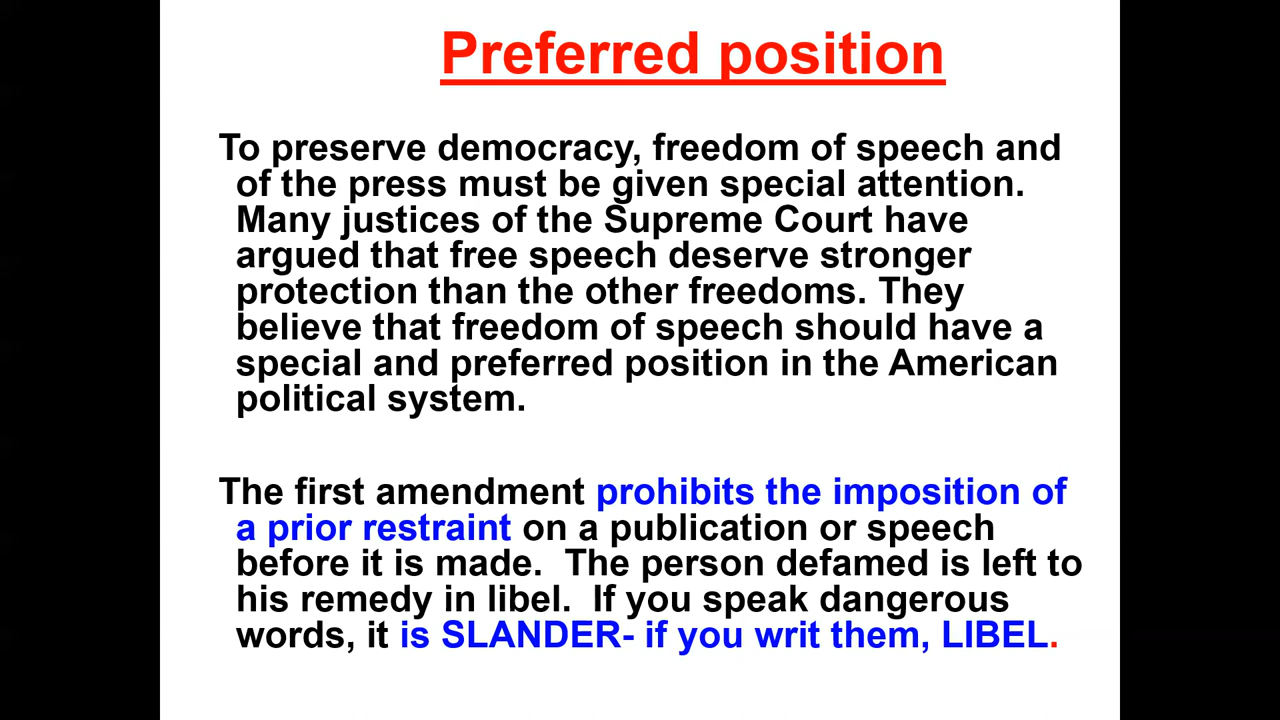 Preferred position
To preserve democracy, freedom of speech and
of the press must be given special attention.
Many justices of the Supreme Court have
argued that free speech deserve stronger
protection than the other freedoms. They
believe that freedom of speech should have a
special and preferred position in the American
political system.
The first amendment prohibits the imposition of
a prior restraint on a publication or speech
before it is made.  The person defamed is left to
his remedy in libel.  If you speak dangerous
words, it is SLANDER- if you writ them, LIBEL.